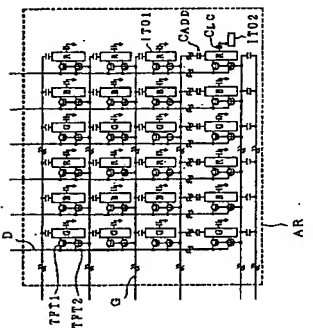 D
TFT1
TFT2
G
AR
ITO1
CADD
CLC
ITO2
G B R G B R
G B R G B R
G B R G B R
G B R G B R